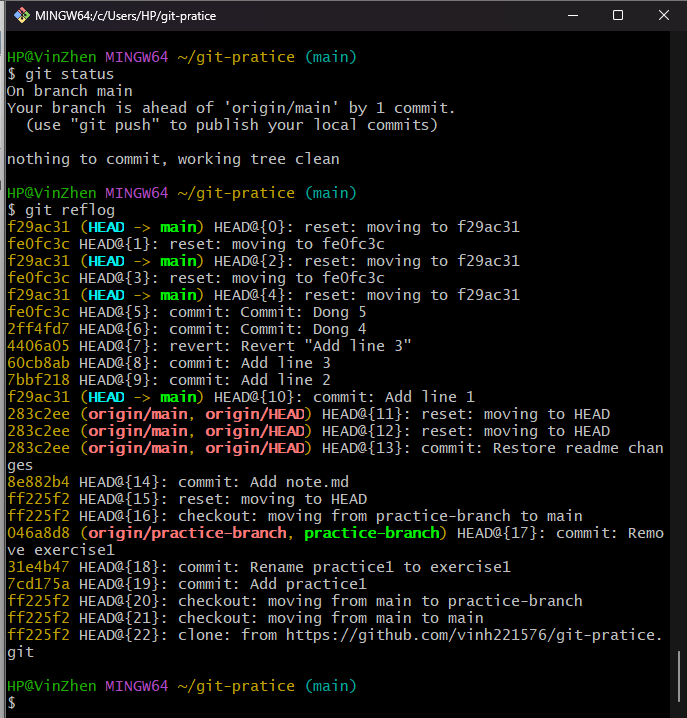 MINGW64:/c/Users/HP/git-pratice
HP@VinZhen MINGW64 ~/git-pratice (main)
$ git status
On branch main
Your branch is ahead of 'origin/main' by 1 commit.
  (use "git push" to publish your local commits)
nothing to commit, working tree clean
HP@VinZhen MINGW64 ~/git-pratice (main)
$ git reflog
f29ac31 (HEAD -> main) HEAD@{0}: reset: moving to f29ac31
fe0fc3c HEAD@{1}: reset: moving to fe0fc3c
f29ac31 (HEAD -> main) HEAD@{2}: reset: moving to f29ac31
fe0fc3c HEAD@{3}: reset: moving to fe0fc3c
f29ac31 (HEAD -> main) HEAD@{4}: reset: moving to f29ac31
fe0fc3c HEAD@{5}: commit: Commit: Dong 5
2ff4fd7 HEAD@{6}: commit: Commit: Dong 4
4406a05 HEAD@{7}: revert: Revert "Add line 3"
60cb8ab HEAD@{8}: commit: Add line 3
7bbf218 HEAD@{9}: commit: Add line 2
f29ac31 (HEAD -> main) HEAD@{10}: commit: Add line 1
283c2ee (origin/main, origin/HEAD) HEAD@{11}: reset: moving to HEAD
283c2ee (origin/main, origin/HEAD) HEAD@{12}: reset: moving to HEAD
283c2ee (origin/main, origin/HEAD) HEAD@{13}: commit: Restore readme chan
ges
8e882b4 HEAD@{14}: commit: Add note.md
ff225f2 HEAD@{15}: reset: moving to HEAD
ff225f2 HEAD@{16}: checkout: moving from practice-branch to main
046a8d8 (origin/practice-branch, practice-branch) HEAD@{17}: commit: Remo
ve exercise1
31e4b47 HEAD@{18}: commit: Rename practice1 to exercise1
7cd175a HEAD@{19}: commit: Add practice1
ff225f2 HEAD@{20}: checkout: moving from main to practice-branch
ff225f2 HEAD@{21}: checkout: moving from main to main
ff225f2 HEAD@{22}: clone: from https://github.com/vinh221576/git-pratice.
git
HP@VinZhen MINGW64 ~/git-pratice (main)
$